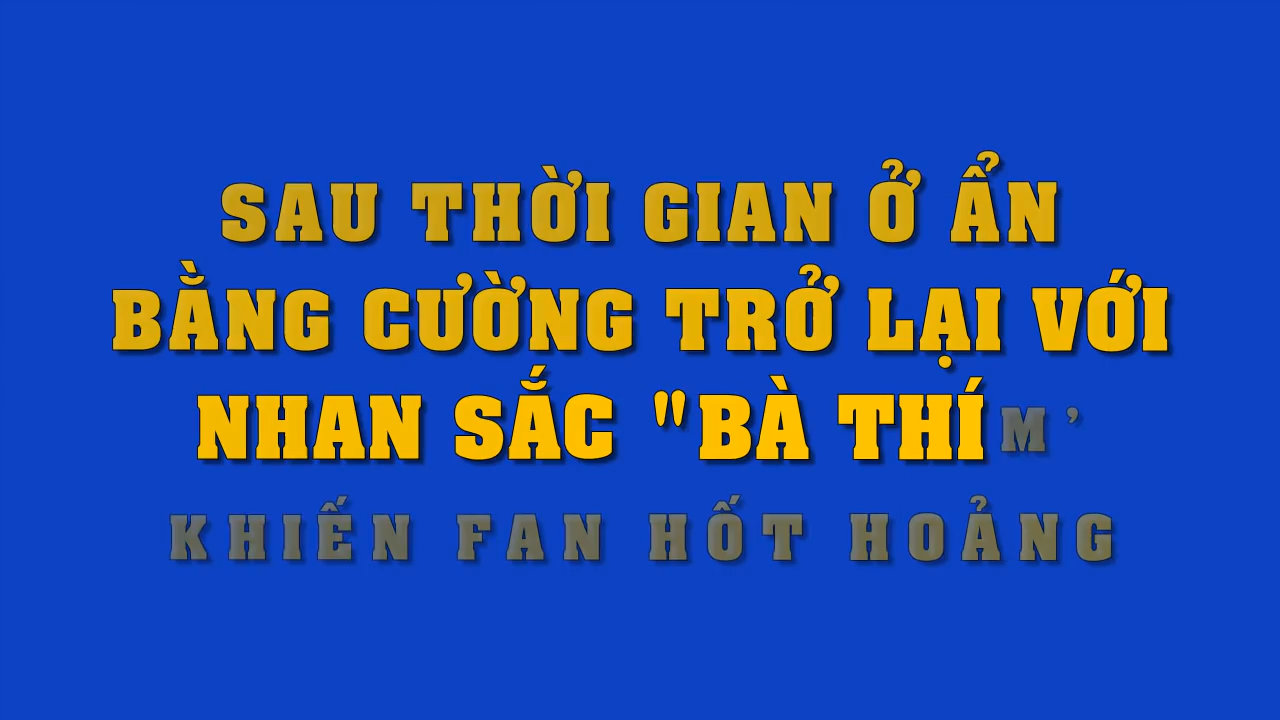 SAU THỜI GIAN Ở ẨN
BẰNG CƯỜNG TRỞ LẠI VỚI
NHAN SẮC "BÀ THÍM"
KHIẾN FAN HỐT HOẢNG